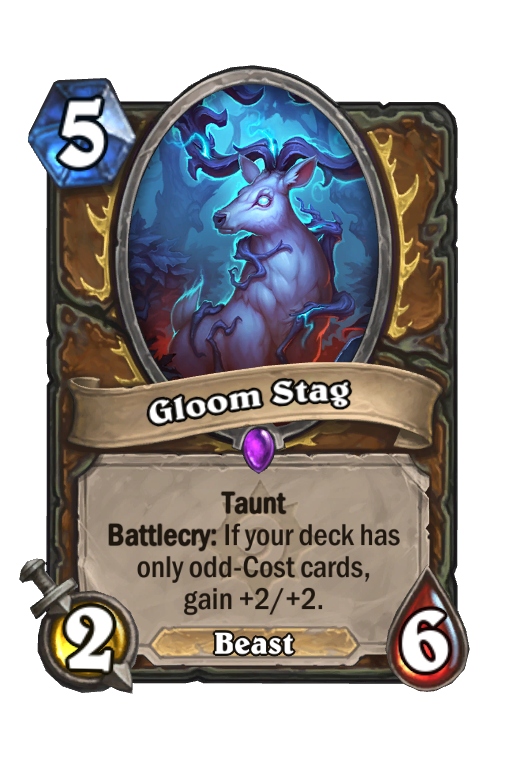 5
Gloom Stag
Taunt
Battlecry: If your deck has
only odd-Cost cards,
gain +2/+2.
2
Beast
6